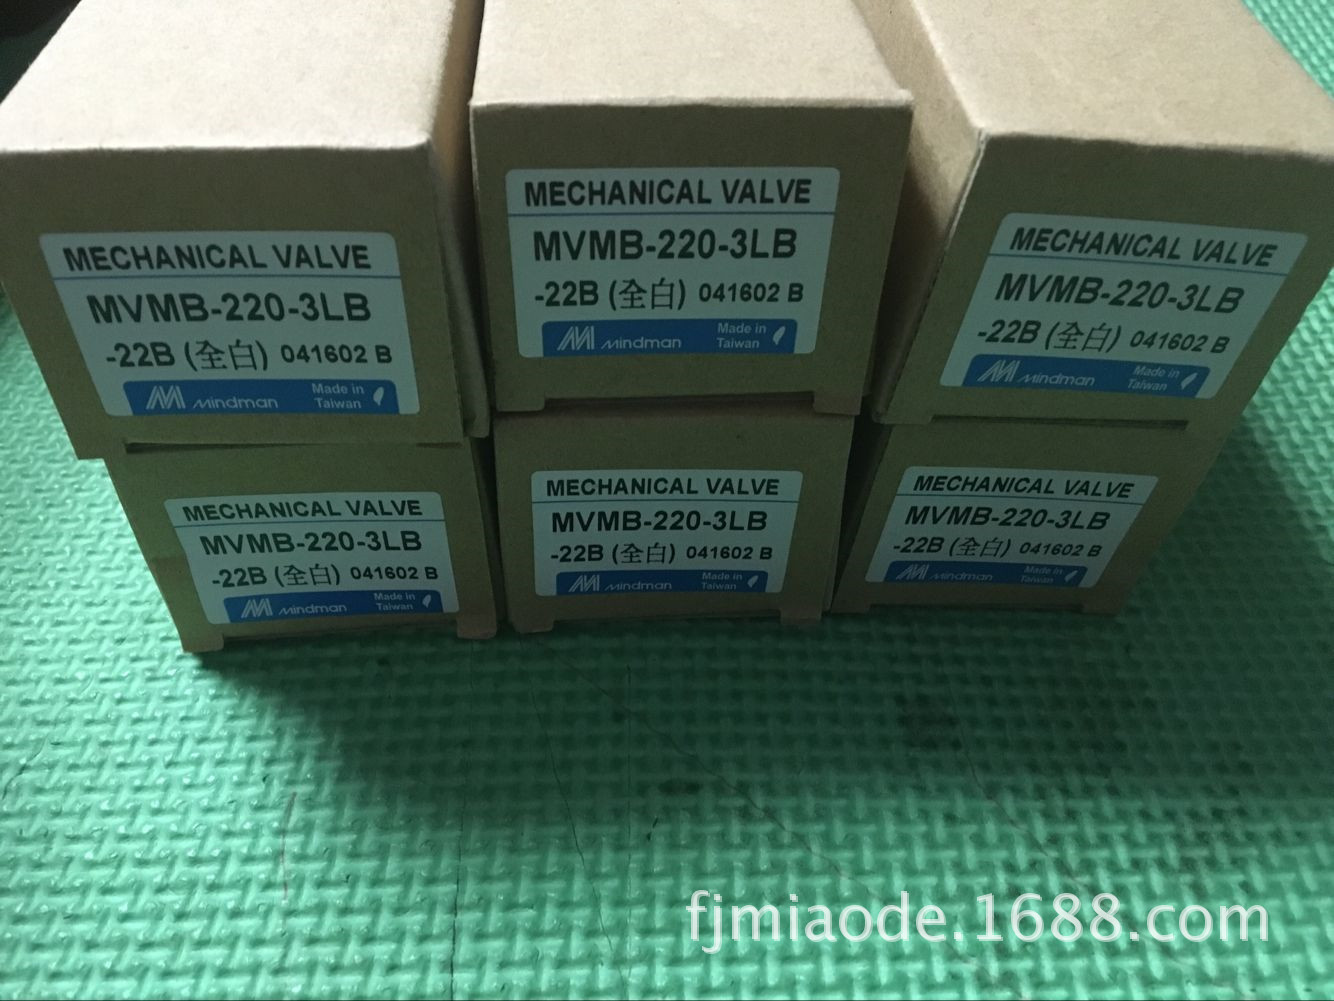 MECHANICAL VALVE
MVMB-220-3LB
-22B (全白) 041602 B
Mindman Made in Taiwan
MECHANICAL VALVE
MVMB-220-3LB
-22B (全白) 041602 B
Mindman Made in Taiwan
MECHANICAL VALVE
MVMB-220-3LB
-22B (全白) 041602 B
Mindman Made in Taiwan
MECHANICAL VALVE
MVMB-220-3LB
-22B (全白) 041602 B
Mindman Made in Taiwan
MECHANICAL VALVE
MVMB-220-3LB
-22B (全白) 041602 B
Mindman Made in Taiwan
MECHANICAL VALVE
MVMB-220-3LB
-22B (全白) 041602 B
Mindman Made in Taiwan
fjmiaode.1688.com